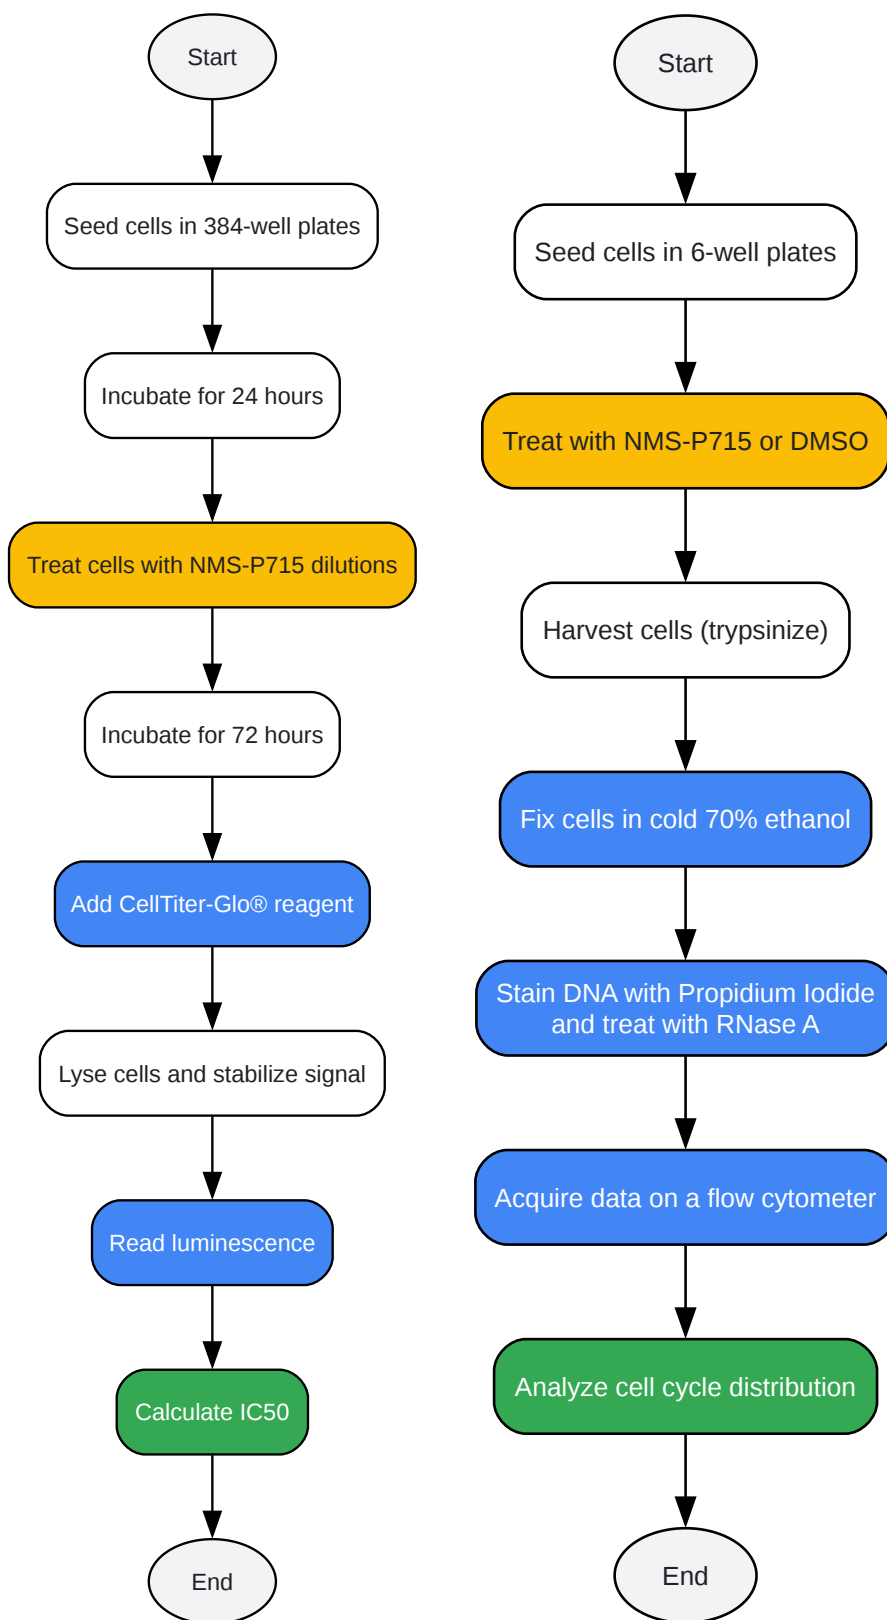 Start
Seed cells in 384-well plates
Incubate for 24 hours
Treat cells with NMS-P715 dilutions
Incubate for 72 hours
Add CellTiter-Glo® reagent
Lyse cells and stabilize signal
Read luminescence
Calculate IC50
End
Start
Seed cells in 6-well plates
Treat with NMS-P715 or DMSO
Harvest cells (trypsinize)
Fix cells in cold 70% ethanol
Stain DNA with Propidium Iodide
and treat with RNase A
Acquire data on a flow cytometer
Analyze cell cycle distribution
End